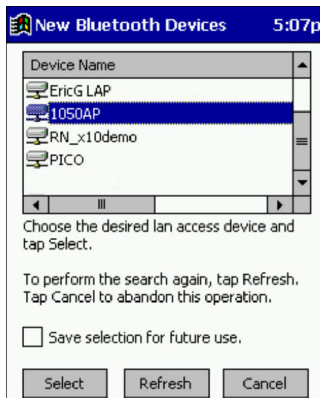 New Bluetooth Devices 5:07p
Device Name
EricG LAP
1050AP
RN_x10demo
PICO
Choose the desired lan access device and
tap Select.
To perform the search again, tap Refresh.
Tap Cancel to abandon this operation.
Save selection for future use.
Select Refresh Cancel